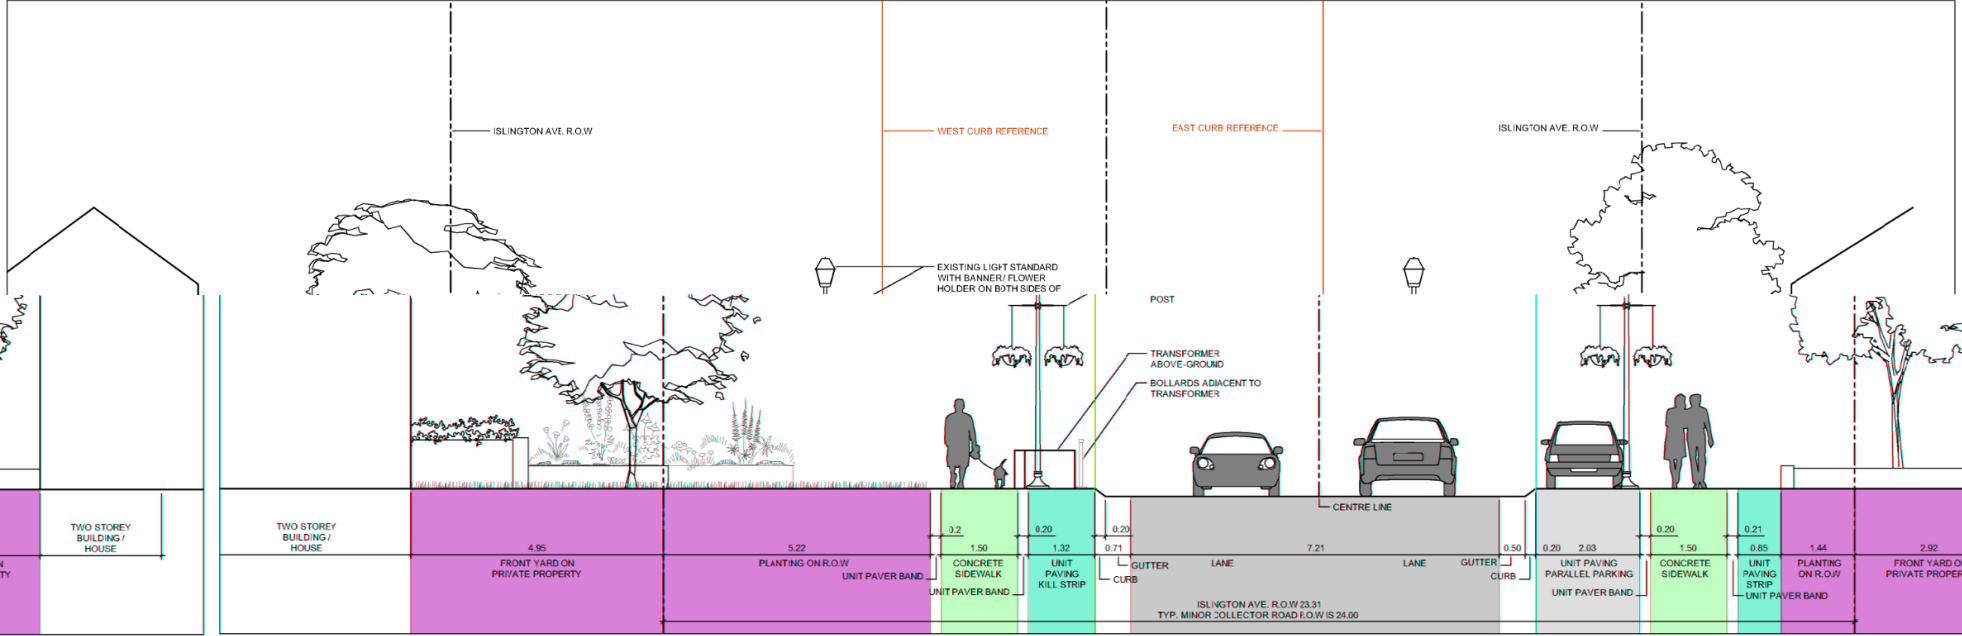 ISLINGTON AVE. R.O.W
WEST CURB REFERENCE
EAST CURB REFERENCE
ISLINGTON AVE. R.O.W
EXISTING LIGHT STANDARD
WITH BANNER/ FLOWER
HOLDER ON BOTH SIDES OF
POST
TRANSFORMER
ABOVE-GROUND
BOLLARDS ADJACENT TO
TRANSFORMER
CENTRE LINE
N
TY
TWO STOREY
BUILDING /
HOUSE
TWO STOREY
BUILDING /
HOUSE
4.95
FRONT YARD ON
PRIVATE PROPERTY
5.22
PLANTING ON R.O.W
UNIT PAVER BAND
0.2
1.50
CONCRETE
SIDEWALK
UNIT PAVER BAND
0.20
1.32
UNIT
PAVING
KILL STRIP
0.20
0.71
GUTTER
CURB
7.21
LANE
LANE
0.50
GUTTER
CURB
0.20
2.03
UNIT PAVING
PARALLEL PARKING
UNIT PAVER BAND
0.20
1.50
CONCRETE
SIDEWALK
0.21
0.85
UNIT
PAVING
STRIP
UNIT PAVER BAND
1.44
PLANTING
ON R.O.W
2.92
FRONT YARD O
PRIVATE PROPER
ISLINGTON AVE. R.O.W 23.31
TYP. MINOR COLLECTOR ROAD R.O.W IS 24.00